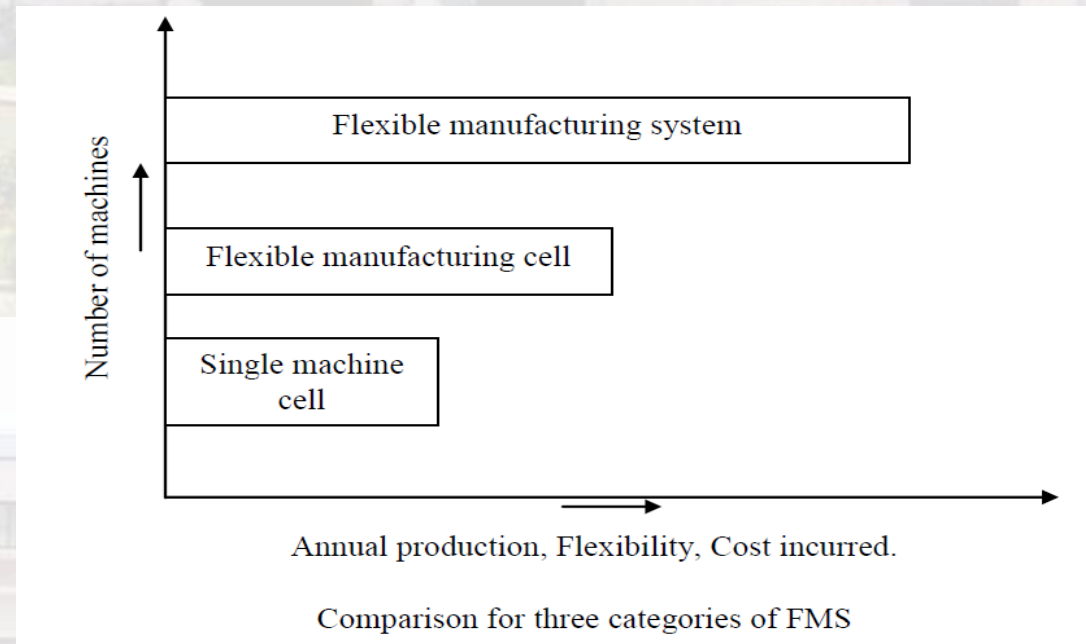 Flexible manufacturing system
Number of machines
Flexible manufacturing cell
Single machine
cell
Annual production, Flexibility, Cost incurred.
Comparison for three categories of FMS